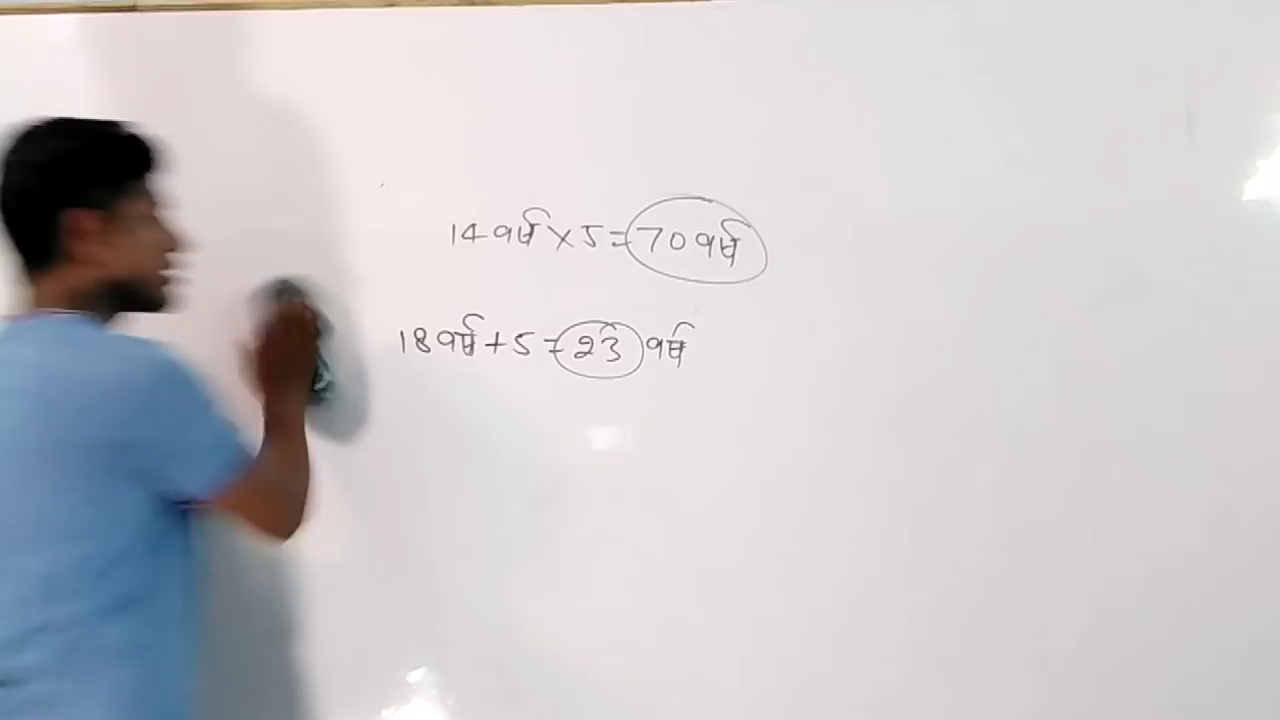 14 वर्ष × 5 = 70 वर्ष
18 वर्ष + 5 = 23 वर्ष